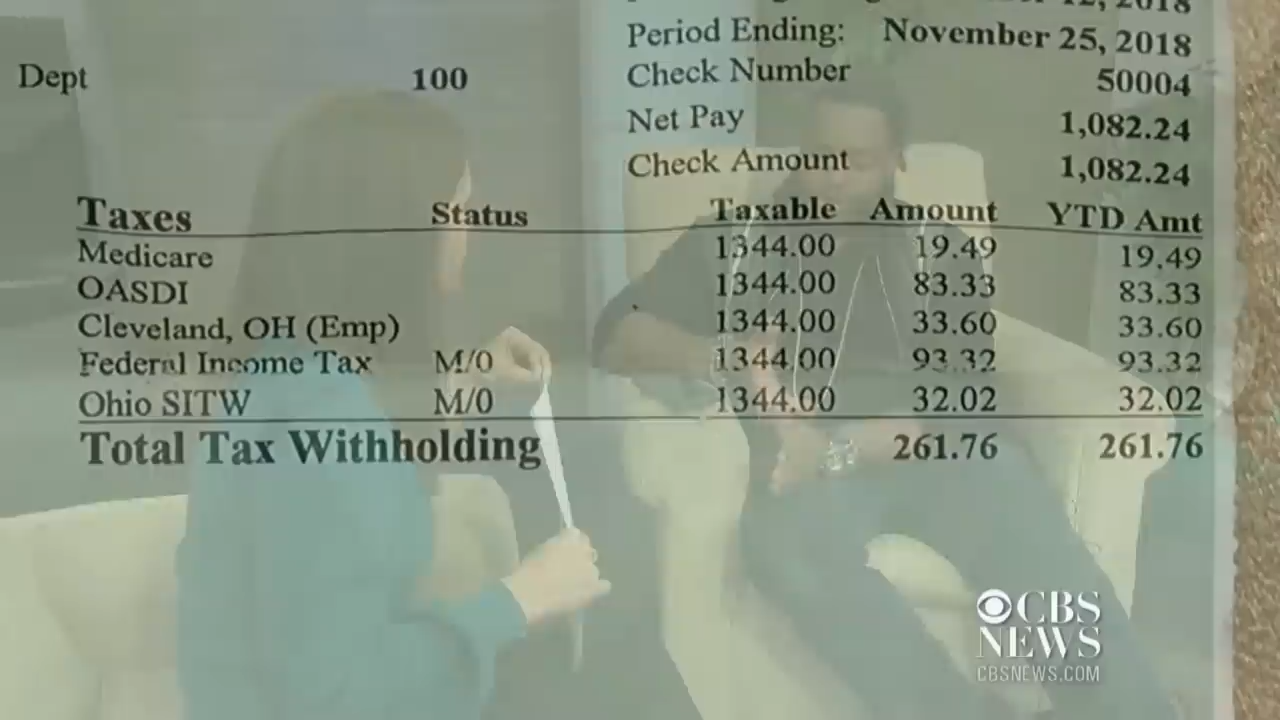 12, 2018
Period Ending: November 25, 2018
Dept 100 Check Number 50004
Net Pay 1,082.24
Check Amount 1,082.24
Taxes Status Taxable Amount YTD Amt
Medicare 1344.00 19.49 19.49
OASDI 1344.00 83.33 83.33
Cleveland, OH (Emp) 1344.00 33.60 33.60
Federal Income Tax M/0 1344.00 93.32 93.32
Ohio SITW M/0 1344.00 32.02 32.02
Total Tax Withholding 261.76 261.76
CBS
NEWS
CBSNEWS.COM